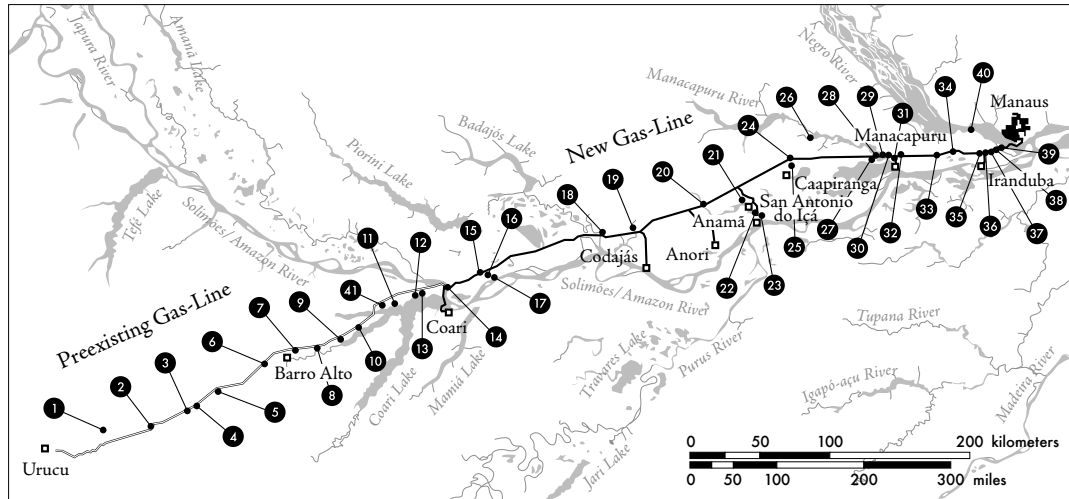 Japura River
Amanã Lake
Negro River
Manacapuru River
40
34
Manaus
26
28
29
31
Manacapuru
24
Badajós Lake
New Gas-Line
Piorini Lake
21
Caapiranga
Iranduba
39
38
Tefé Lake
Solimões/Amazon River
20
19
18
San Antonio
do Içá
Anamã
25
27
30
32
33
35
36
37
16
15
12
11
Codajás
Anori
22
23
41
17
Solimões/Amazon River
9
Preexisting Gas-Line
7
Coari
14
13
10
Tupana River
6
Barro Alto
8
Coari Lake
Mamiá Lake
Travares Lake
Purus River
Igapó-açu River
Madeira River
3
2
1
5
4
Urucu
Jari Lake
0 50 100 200 kilometers
0 50 100 200 300 miles